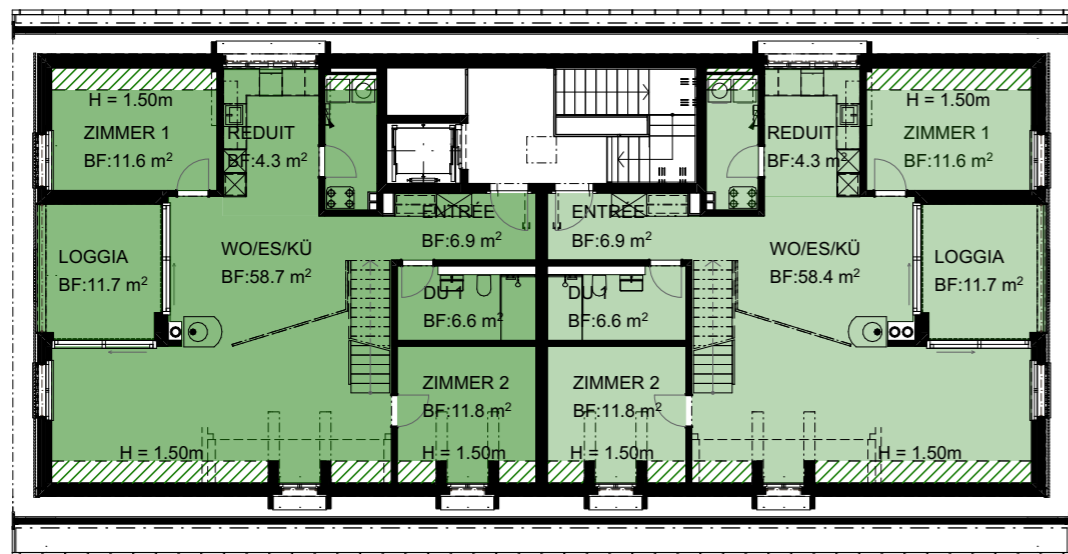 H = 1.50m
ZIMMER 1
BF:11.6 m²
REDUIT
BF:4.3 m²
REDUIT
BF:4.3 m²
H = 1.50m
ZIMMER 1
BF:11.6 m²
LOGGIA
BF:11.7 m²
WO/ES/KÜ
BF:58.7 m²
ENTRÉE
BF:6.9 m²
ENTRÉE
BF:6.9 m²
WO/ES/KÜ
BF:58.4 m²
LOGGIA
BF:11.7 m²
DU 1
BF:6.6 m²
DU 1
BF:6.6 m²
ZIMMER 2
BF:11.8 m²
ZIMMER 2
BF:11.8 m²
H = 1.50m
H = 1.50m
H = 1.50m
H = 1.50m